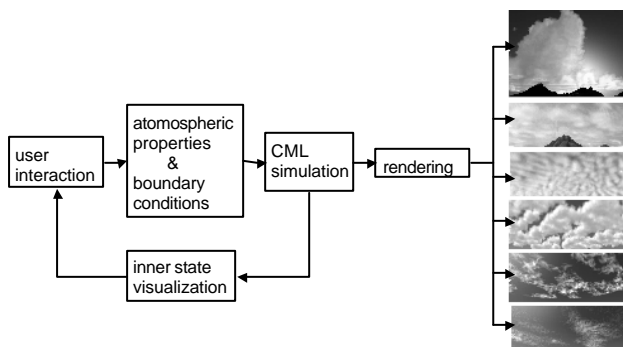 user
interaction
atomospheric
properties
&
boundary
conditions
CML
simulation
rendering
inner state
visualization